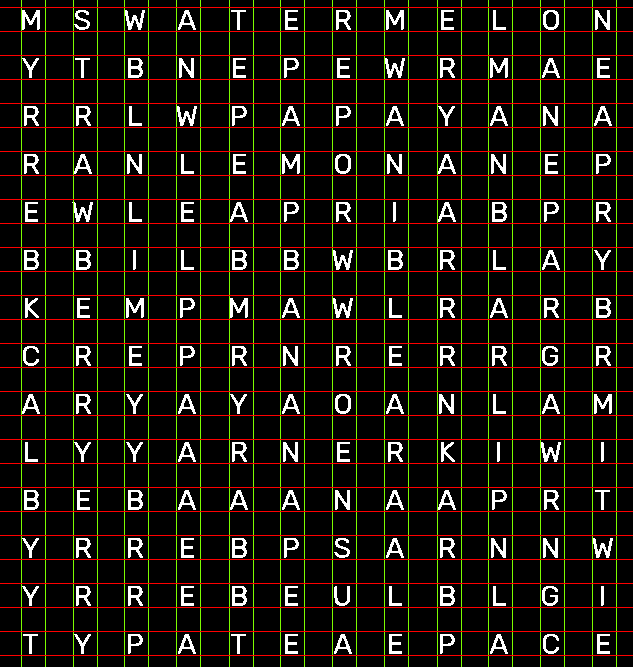 M S W A T E R M E L O N
Y T B N E P E W R M A E
R R L W P A P A Y A N A
R A N L E M O N A N E P
E W L E A P R I A B P R
B B I L B B W B R L A Y
K E M P M A W L R A R B
C R E P R N R E R R G R
A R Y A Y A O A N L A M
L Y Y A R N E R K I W I
B E B A A A N A A P R T
Y R R E B P S A R N N W
Y R R E B E U L B L G I
T Y P A T E A E P A C E